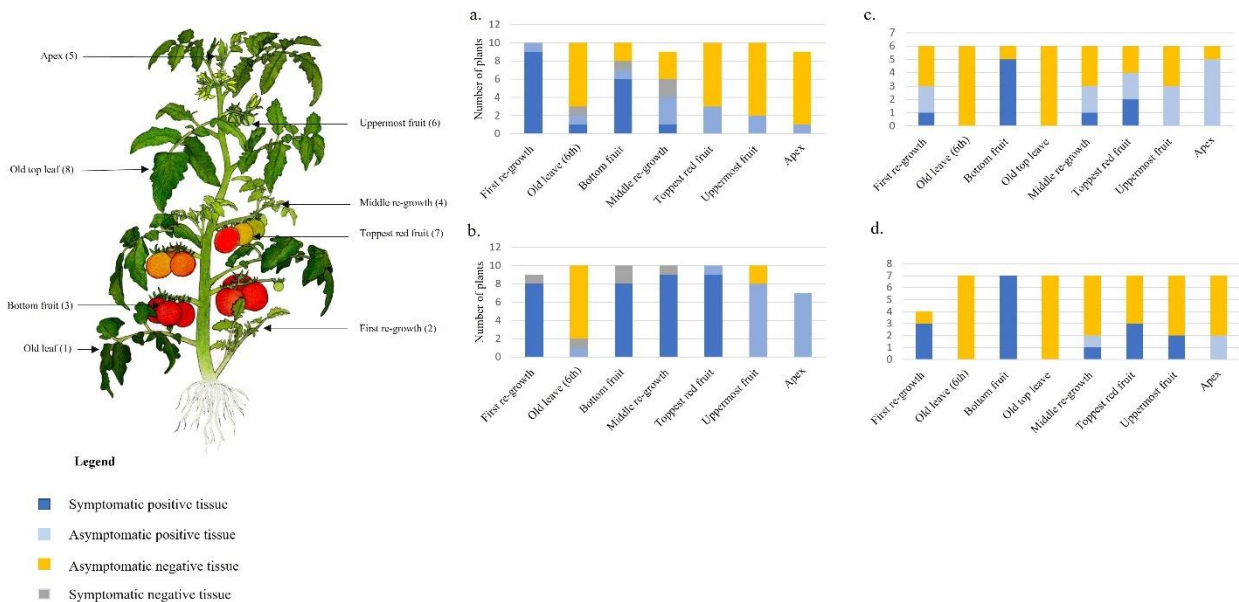 Apex (5)
Uppermost fruit (6)
Old top leaf (8)
Middle re-growth (4)
Toppest red fruit (7)
Bottom fruit (3)
First re-growth (2)
Old leaf (1)
Legend
Symptomatic positive tissue
Asymptomatic positive tissue
Asymptomatic negative tissue
Symptomatic negative tissue
a.
Number of plants
12
10
8
6
4
2
0
First re-growth
Old leave (6th)
Bottom fruit
Middle re-growth
Toppest red fruit
Uppermost fruit
Apex
b.
Number of plants
12
10
8
6
4
2
0
First re-growth
Old leave (6th)
Bottom fruit
Middle re-growth
Toppest red fruit
Uppermost fruit
Apex
c.
7
6
5
4
3
2
1
0
First re-growth
Old leave (6th)
Bottom fruit
Old top leave
Middle re-growth
Toppest red fruit
Uppermost fruit
Apex
d.
8
7
6
5
4
3
2
1
0
First re-growth
Old leave (6th)
Bottom fruit
Old top leave
Middle re-growth
Toppest red fruit
Uppermost fruit
Apex